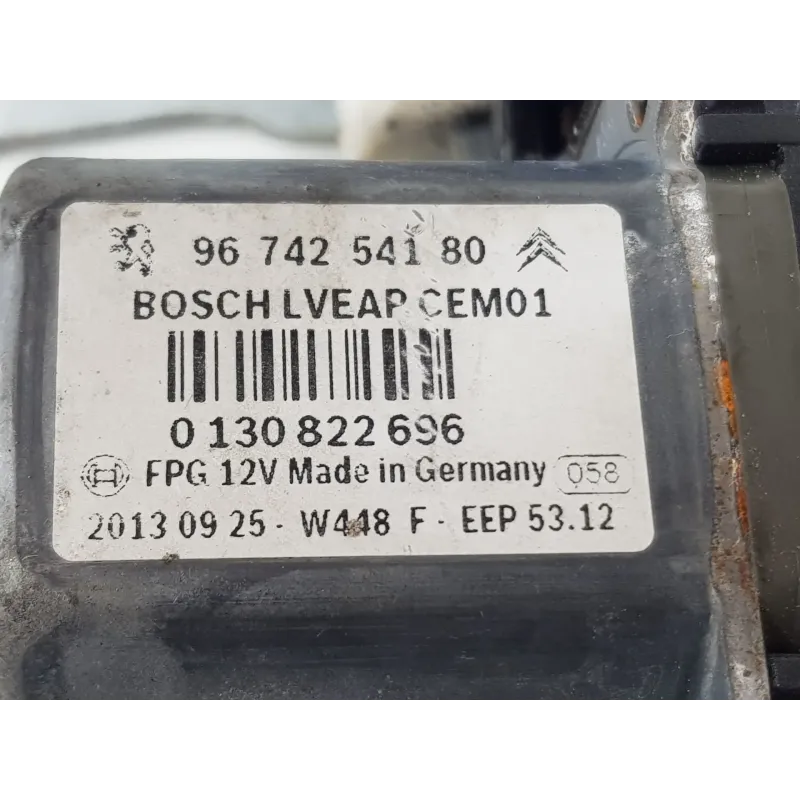 96 742 541 80
BOSCH LVEAP CEM01
0 130 822 696
FPG 12V Made in Germany 058
2013 09 25 - W448 F - EEP 53.12